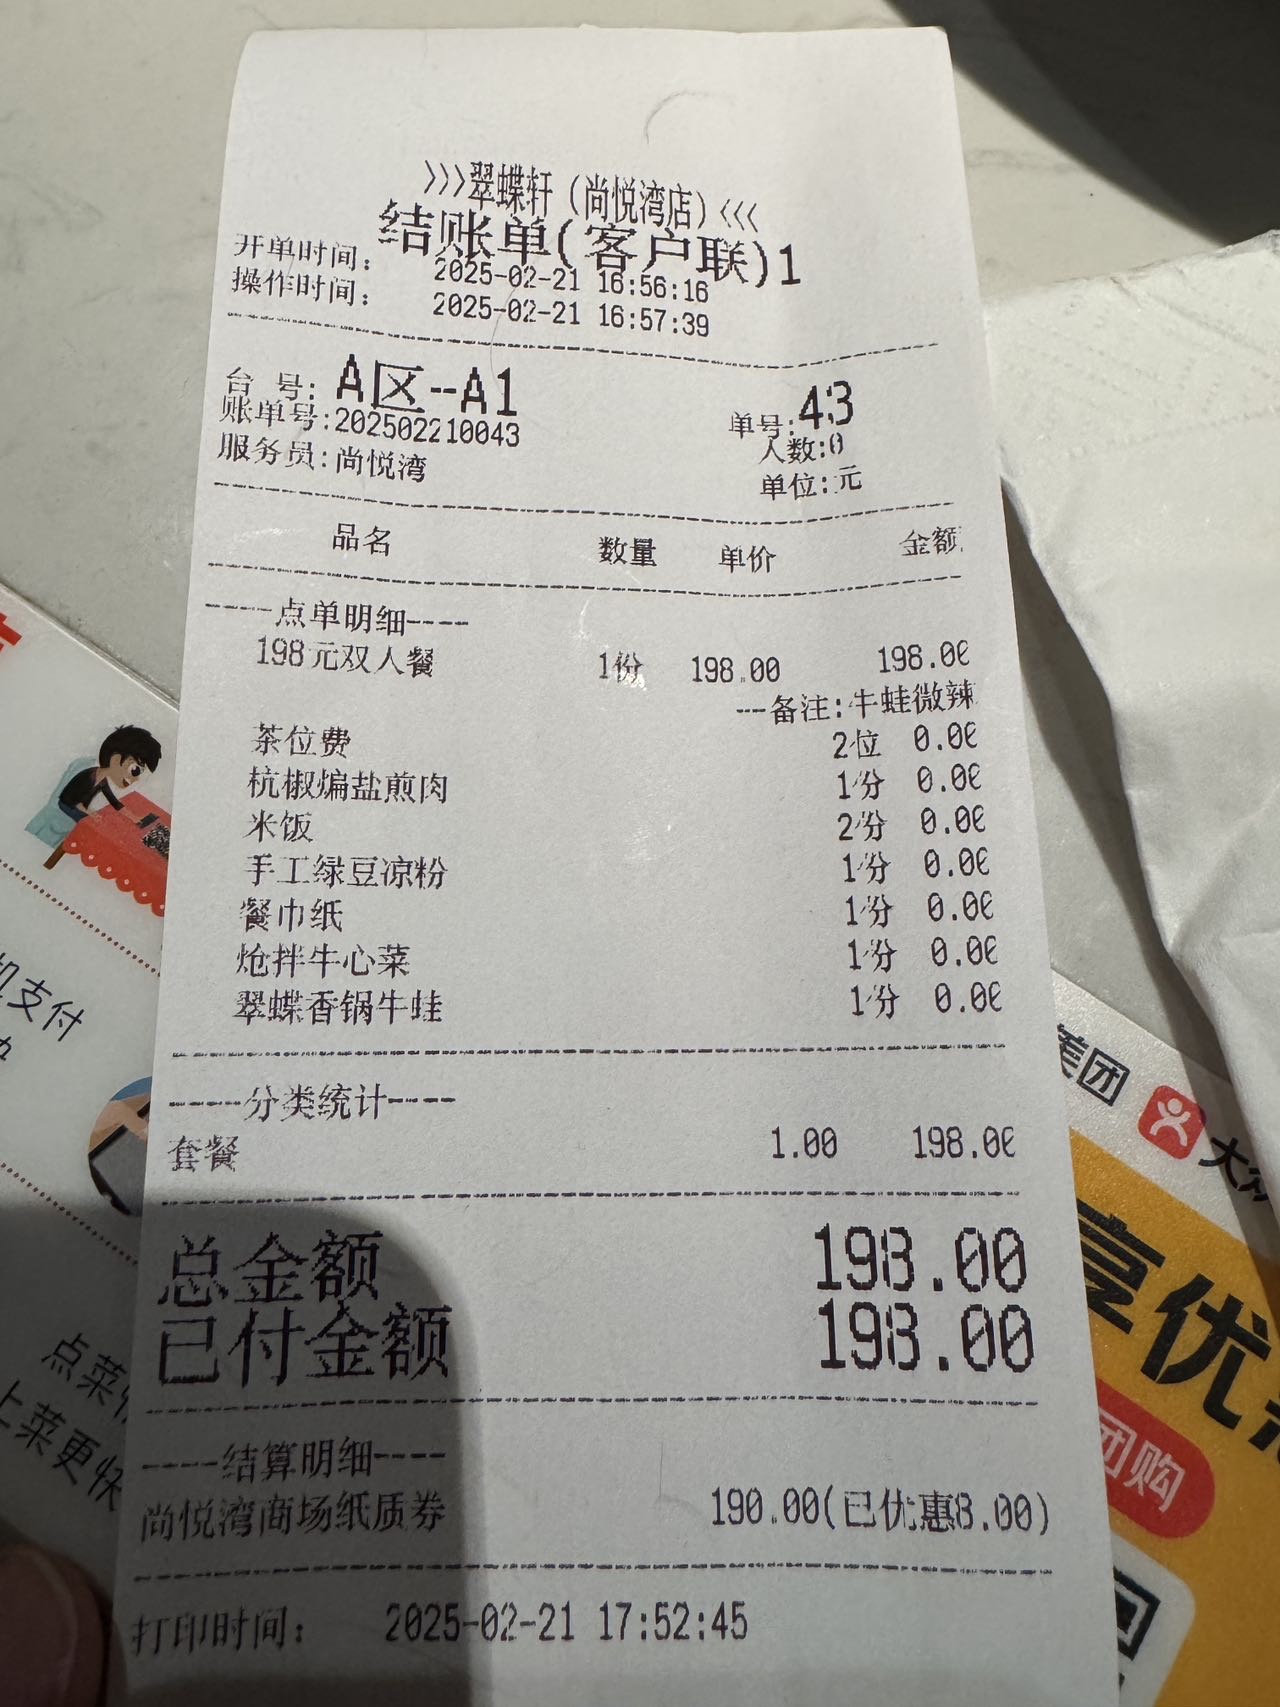 >>>翠蝶轩（尚悦湾店）<<<
结账单(客户联)1
开单时间： 2025-02-21 16:56:16
操作时间： 2025-02-21 16:57:39
台 号: A区--A1 单号:43
账单号:202502210043 人数:0
服务员:尚悦湾 单位:元
品名 数量 单价 金额
----点单明细----
198元双人餐 1份 198.00 198.00
---备注:牛蛙微辣
茶位费 2位 0.00
杭椒煸盐煎肉 1分 0.00
米饭 2分 0.00
手工绿豆凉粉 1分 0.00
餐巾纸 1分 0.00
炝拌牛心菜 1分 0.00
翠蝶香锅牛蛙 1分 0.00
----分类统计----
套餐 1.00 198.00
总金额 198.00
已付金额 198.00
----结算明细----
尚悦湾商场纸质券 190.00(已优惠8.00)
打印时间： 2025-02-21 17:52:45
机支付
点菜
上菜更快
美团
大众
享优惠
团购